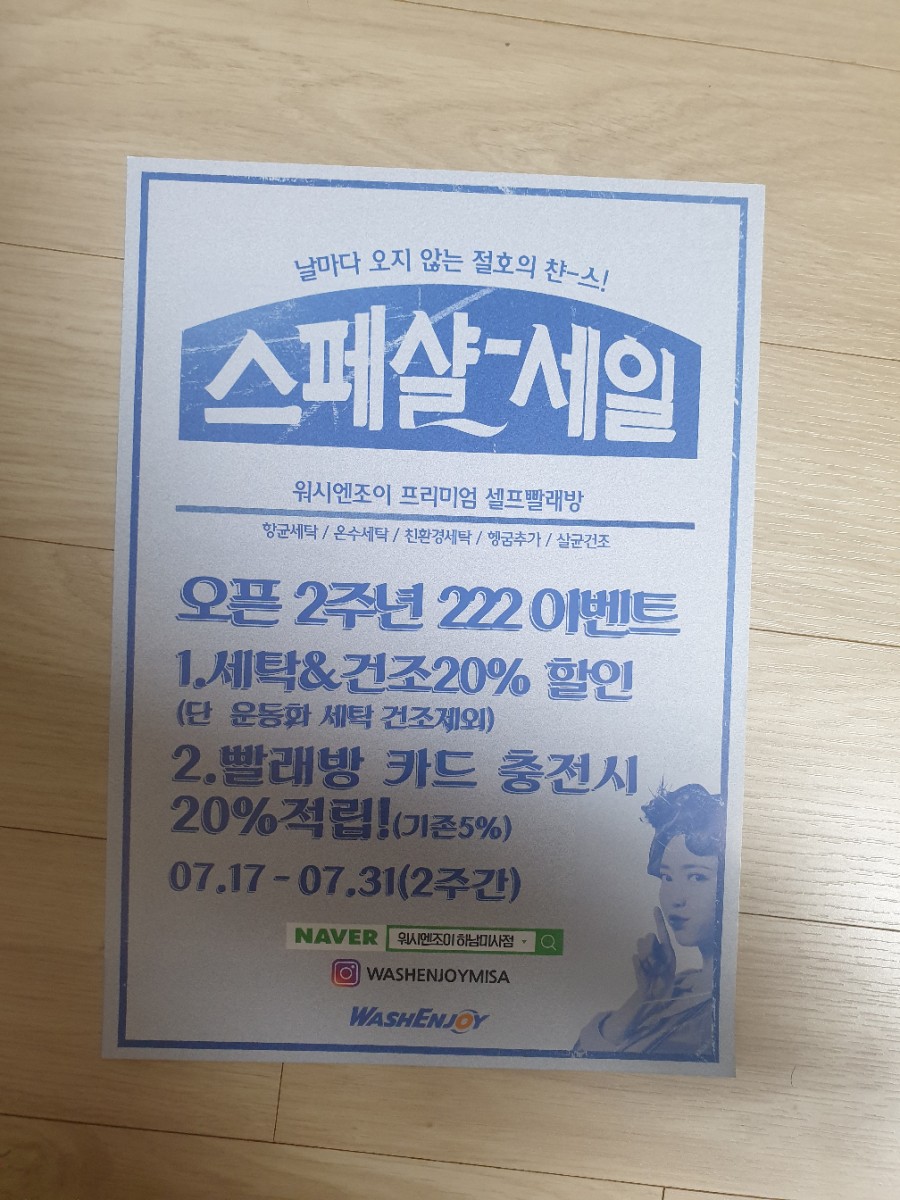 날마다 오지 않는 절호의 챤-스!
스페샬-세일
워시엔조이 프리미엄 셀프빨래방
항균세탁 / 온수세탁 / 친환경세탁 / 헹굼추가 / 살균건조
오픈 2주년 222 이벤트
1.세탁&건조20% 할인
(단 운동화 세탁 건조제외)
2.빨래방 카드 충전시
20%적립!(기존5%)
07.17 - 07.31(2주간)
NAVER 워시엔조이 하남미사점
WASHENJOYMISA
WASHENJOY